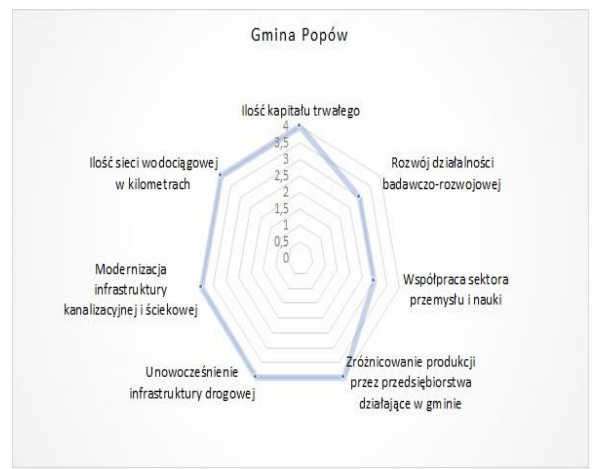 Gmina Popów
Ilość kapitału trwałego
4
3,5
3
2,5
2
1,5
1
0,5
0
Rozwój działalności
badawczo-rozwojowej
Współpraca sektora
przemysłu i nauki
Zróżnicowanie produkcji
przez przedsiębiorstwa
działające w gminie
Unowocześnienie
infrastruktury drogowej
Modernizacja
infrastruktury
kanalizacyjnej i ściekowej
Ilość sieci wodociągowej
w kilometrach